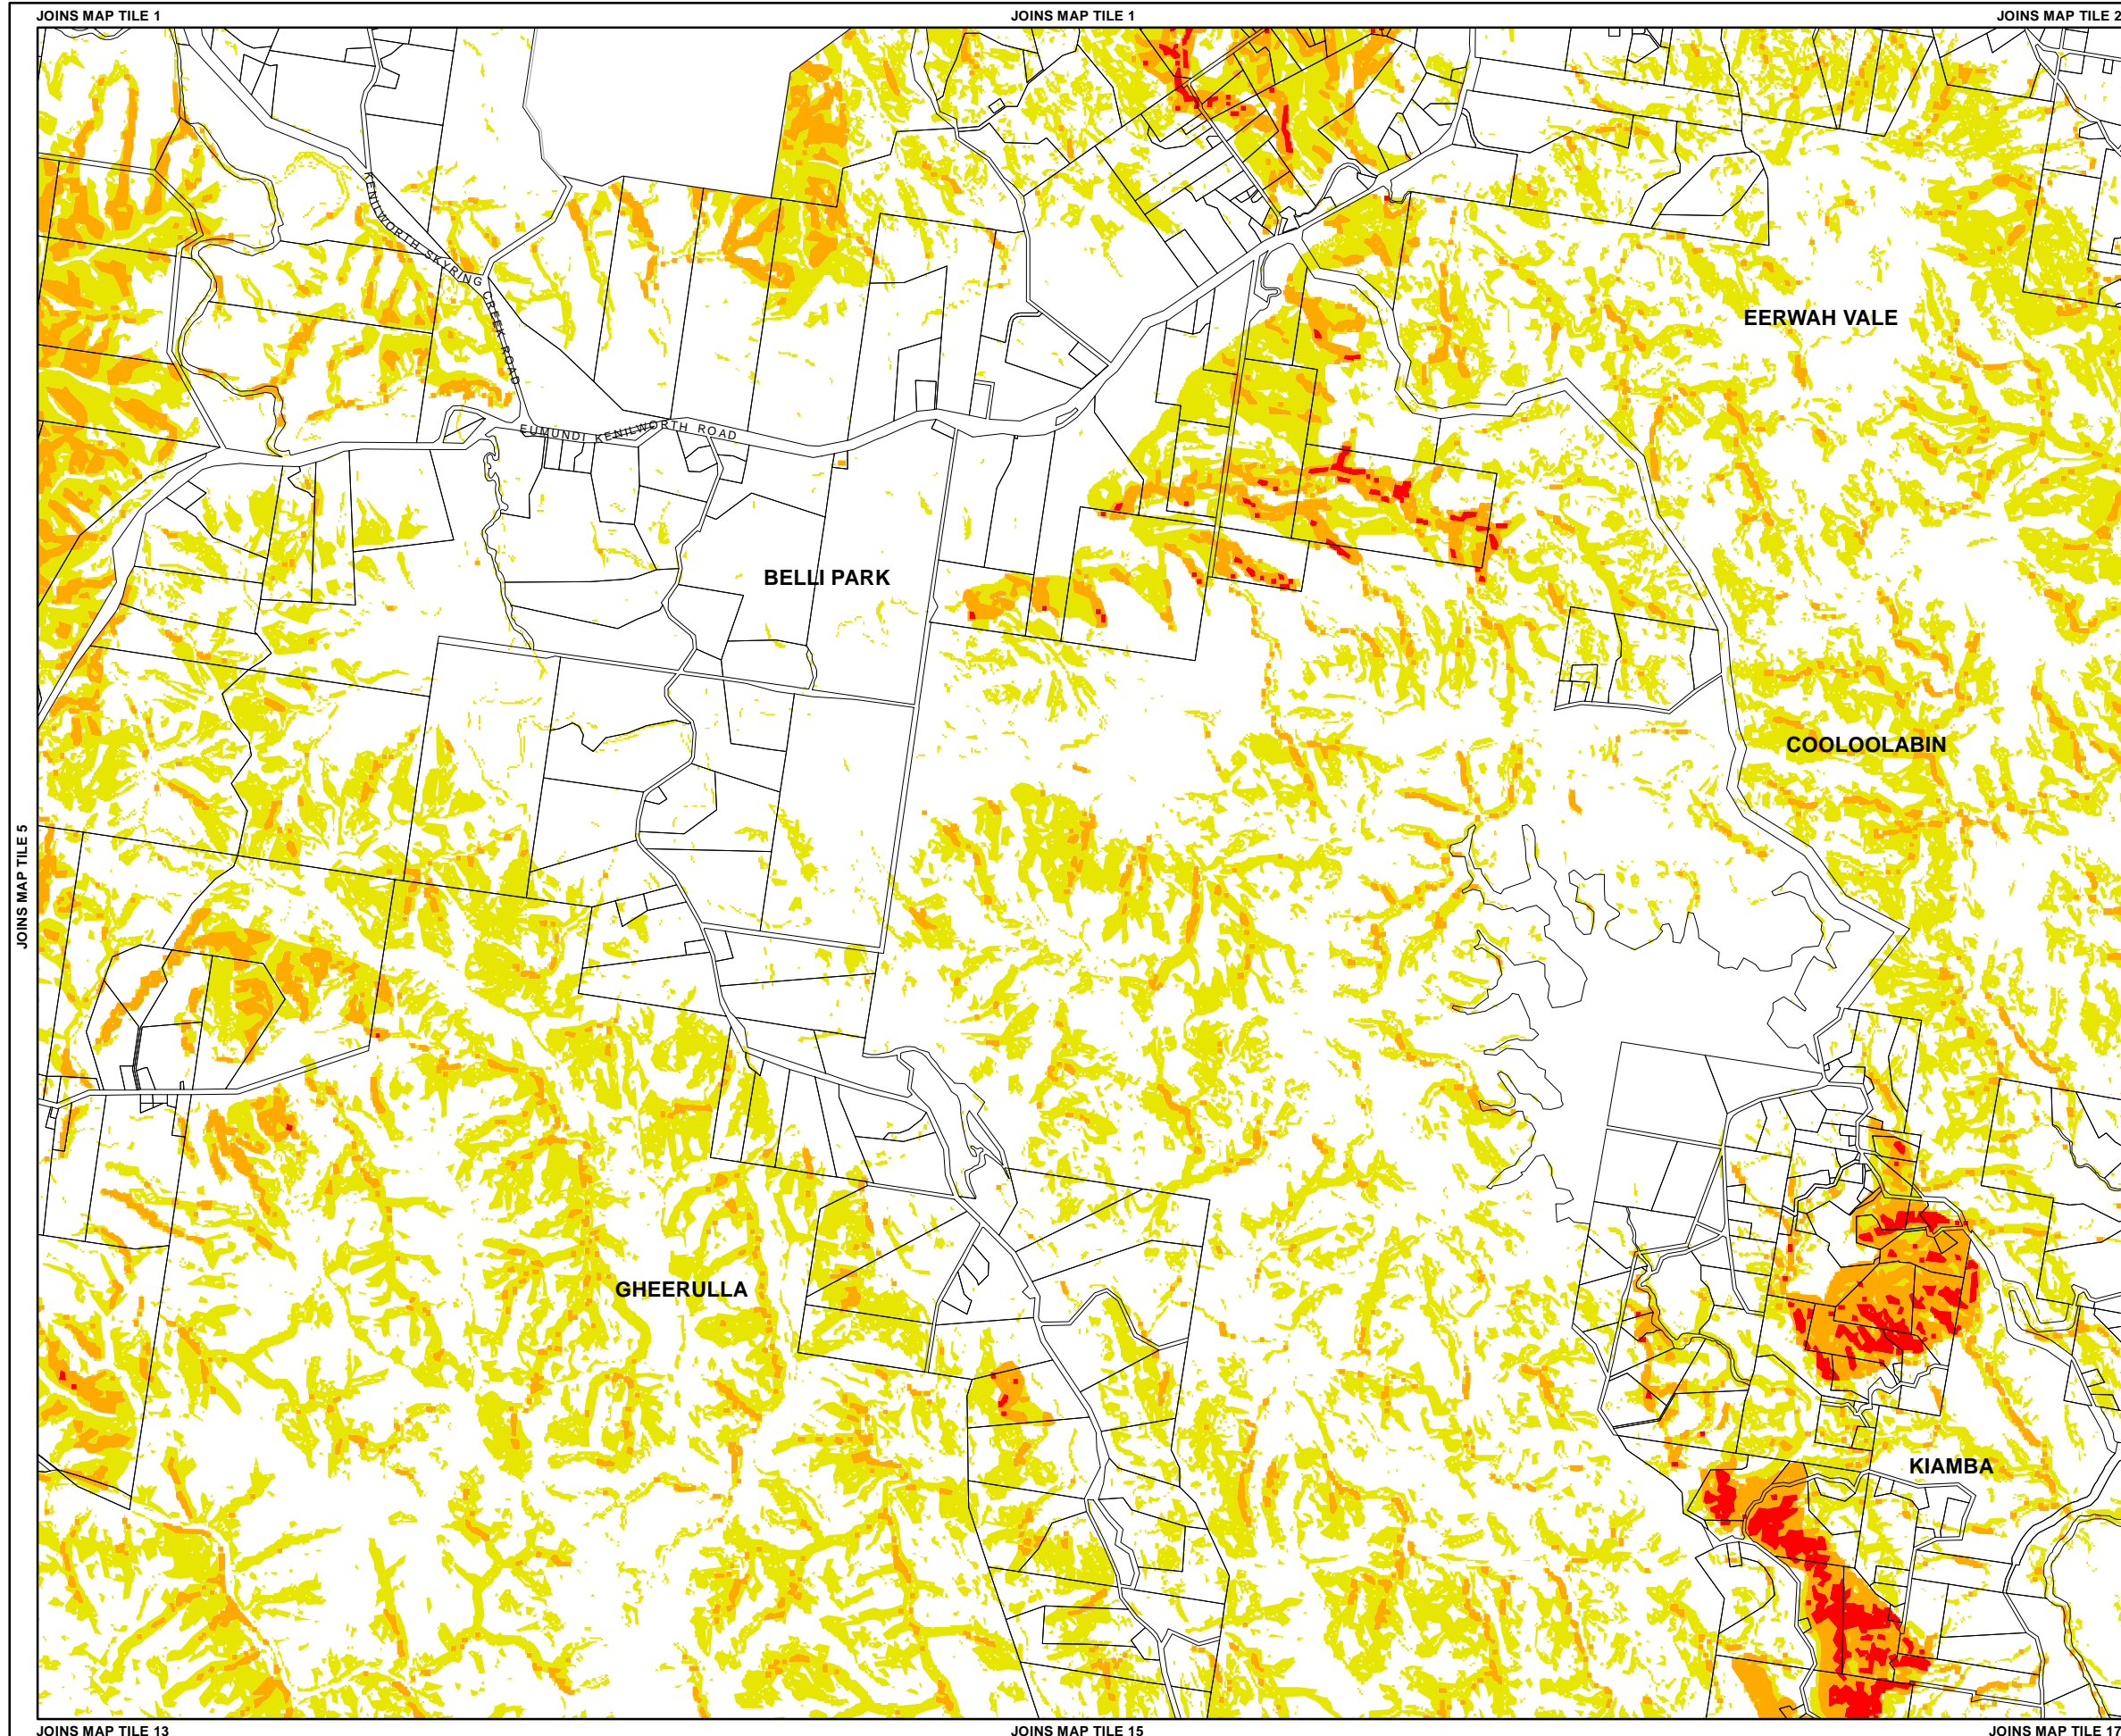 JOINS MAP TILE 1
JOINS MAP TILE 1
JOINS MAP TILE 2
KENILWORTH SKYRING CREEK ROAD
EERWAH VALE
EUMUNDI KENILWORTH ROAD
BELLI PARK
COOLOOLABIN
JOINS MAP TILE 5
GHEERULLA
KIAMBA
JOINS MAP TILE 13
JOINS MAP TILE 15
JOINS MAP TILE 17